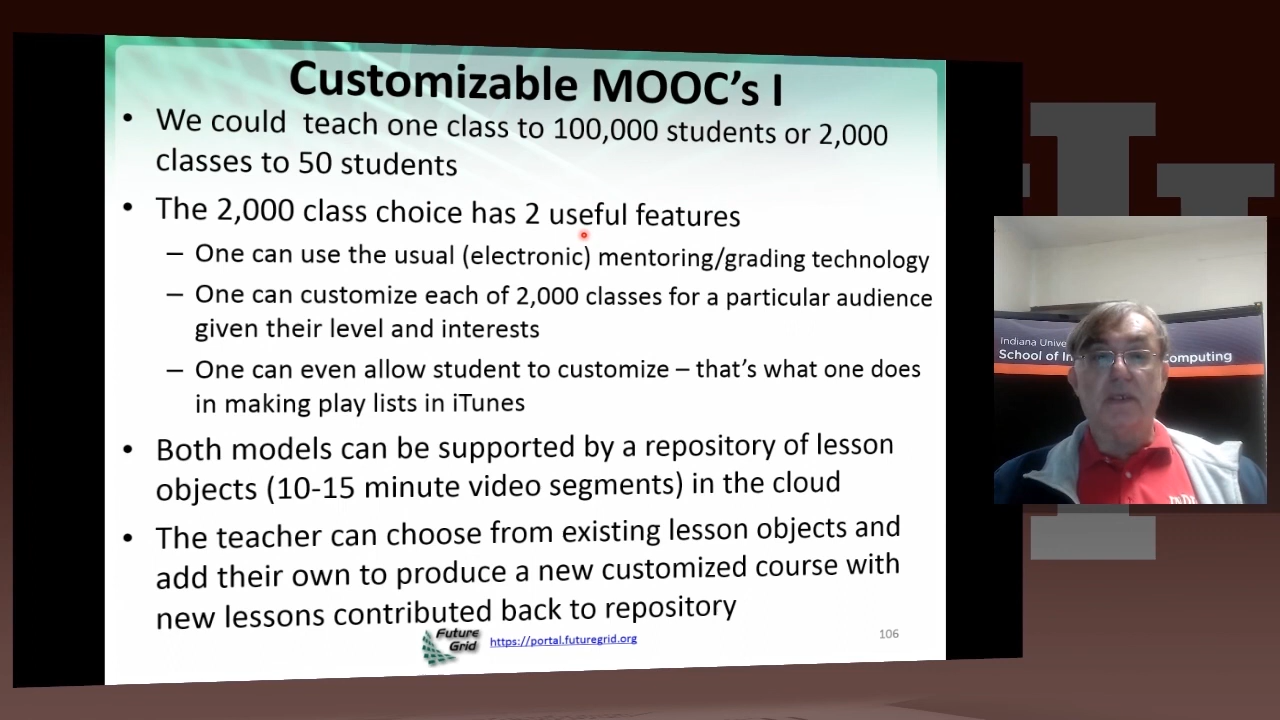 Customizable MOOC's I
• We could teach one class to 100,000 students or 2,000
classes to 50 students
• The 2,000 class choice has 2 useful features
– One can use the usual (electronic) mentoring/grading technology
– One can customize each of 2,000 classes for a particular audience
given their level and interests
– One can even allow student to customize – that's what one does
in making play lists in iTunes
• Both models can be supported by a repository of lesson
objects (10-15 minute video segments) in the cloud
• The teacher can choose from existing lesson objects and
add their own to produce a new customized course with
new lessons contributed back to repository
Future
Grid
https://portal.futuregrid.org
106
Indiana
School of
Computing